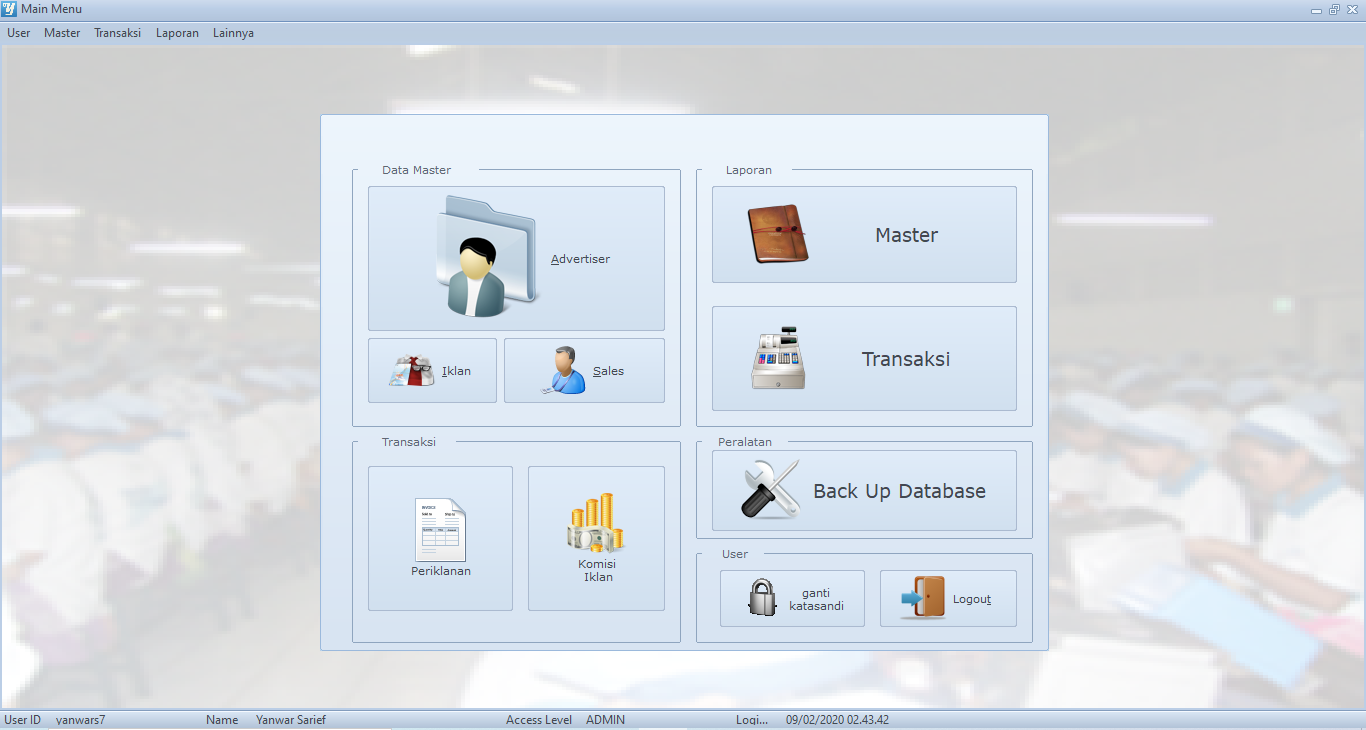 Main Menu
User Master Transaksi Laporan Lainnya
Data Master
Advertiser
Iklan
Sales
Laporan
Master
Transaksi
Transaksi
INVOICE
Periklanan
Komisi
Iklan
Peralatan
Back Up Database
User
ganti
katasandi
Logout
User ID yanwars7 Name Yanwar Sarief Access Level ADMIN Logi... 09/02/2020 02.43.42